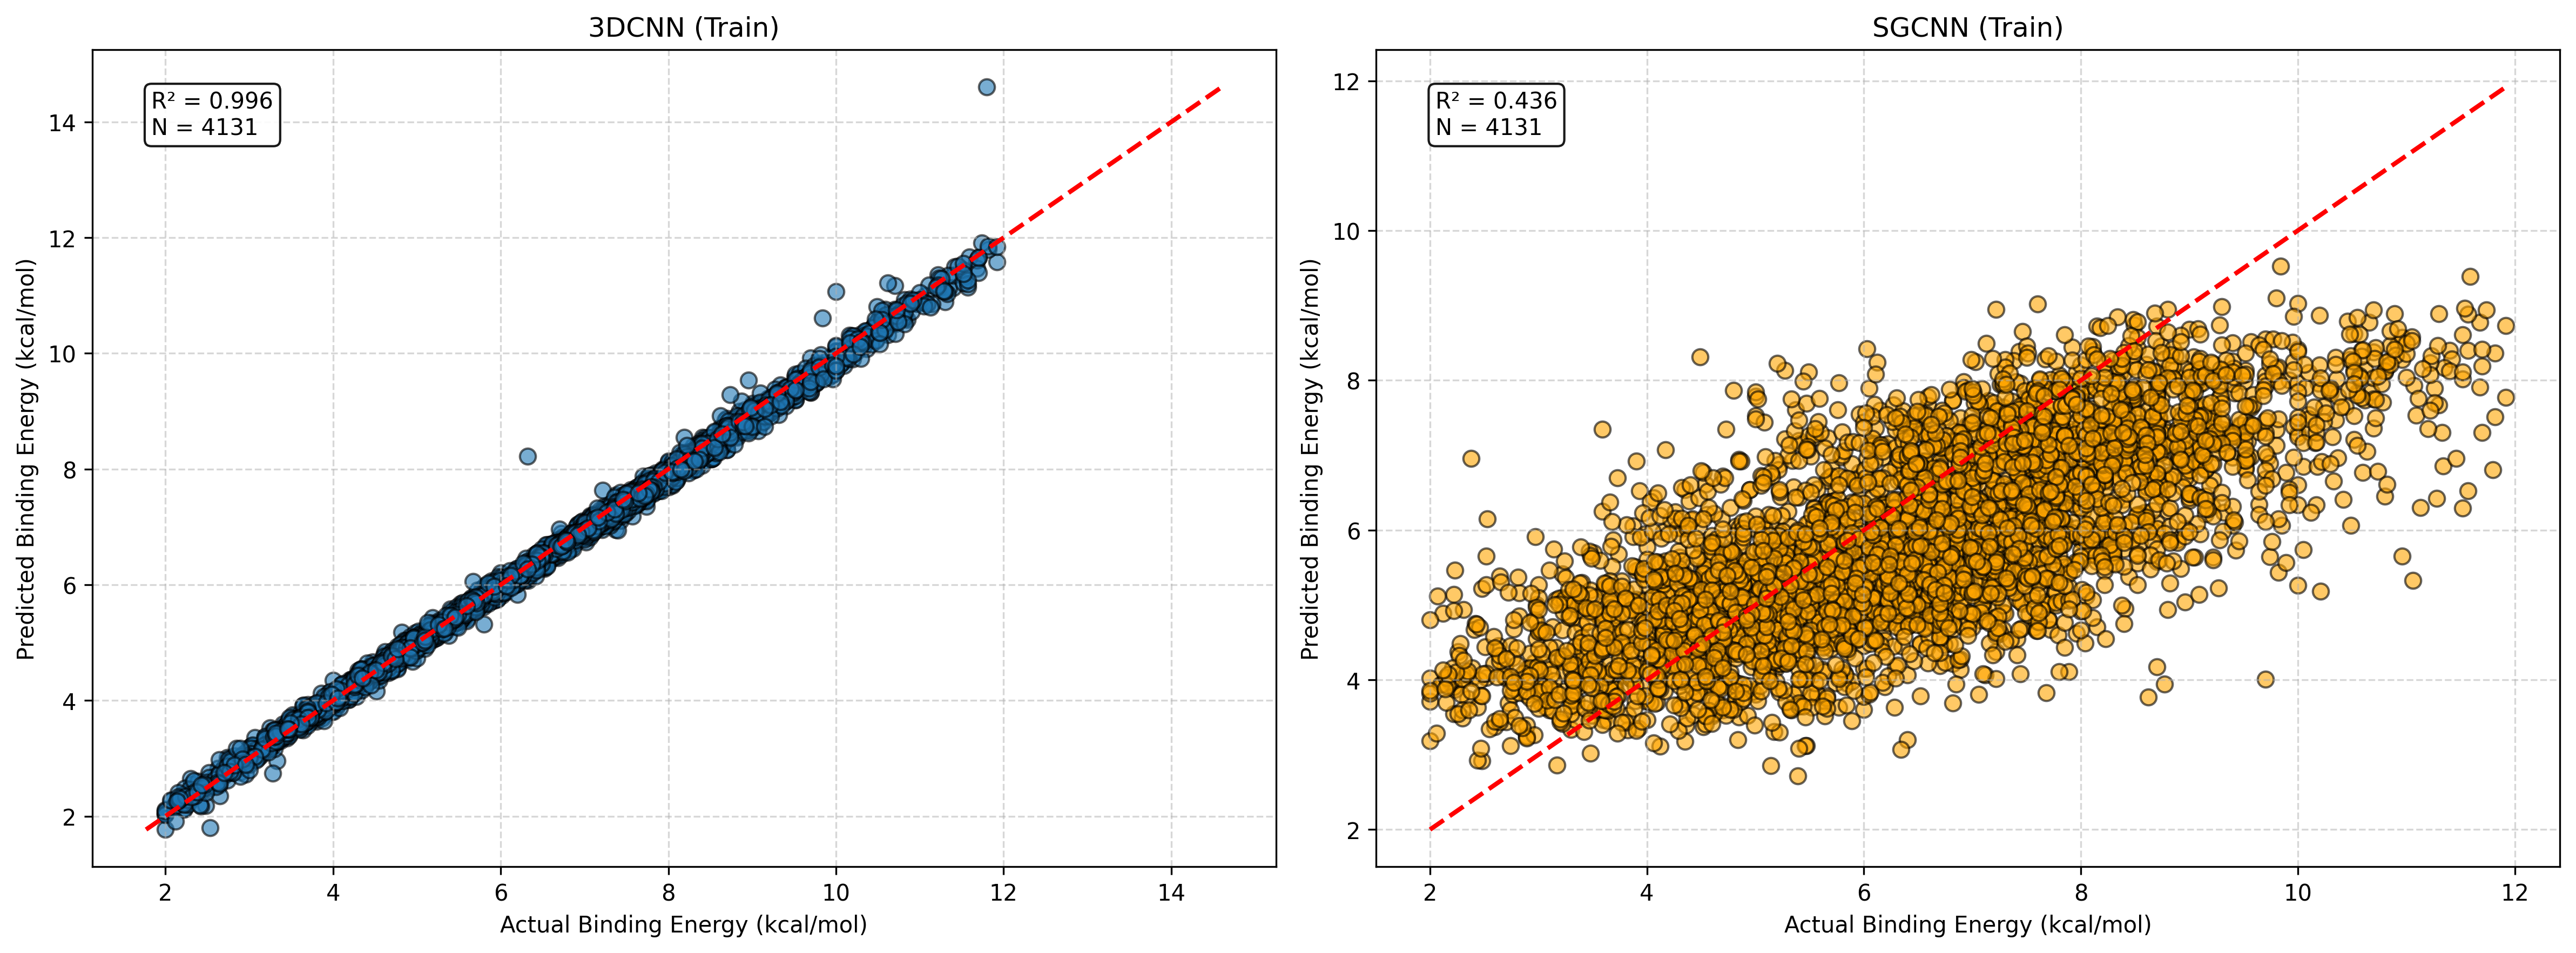 3DCNN (Train)
R² = 0.996
N = 4131
14
12
10
8
6
4
2
Predicted Binding Energy (kcal/mol)
2 4 6 8 10 12 14
Actual Binding Energy (kcal/mol)
SGCNN (Train)
R² = 0.436
N = 4131
12
10
8
6
4
2
Predicted Binding Energy (kcal/mol)
2 4 6 8 10 12
Actual Binding Energy (kcal/mol)